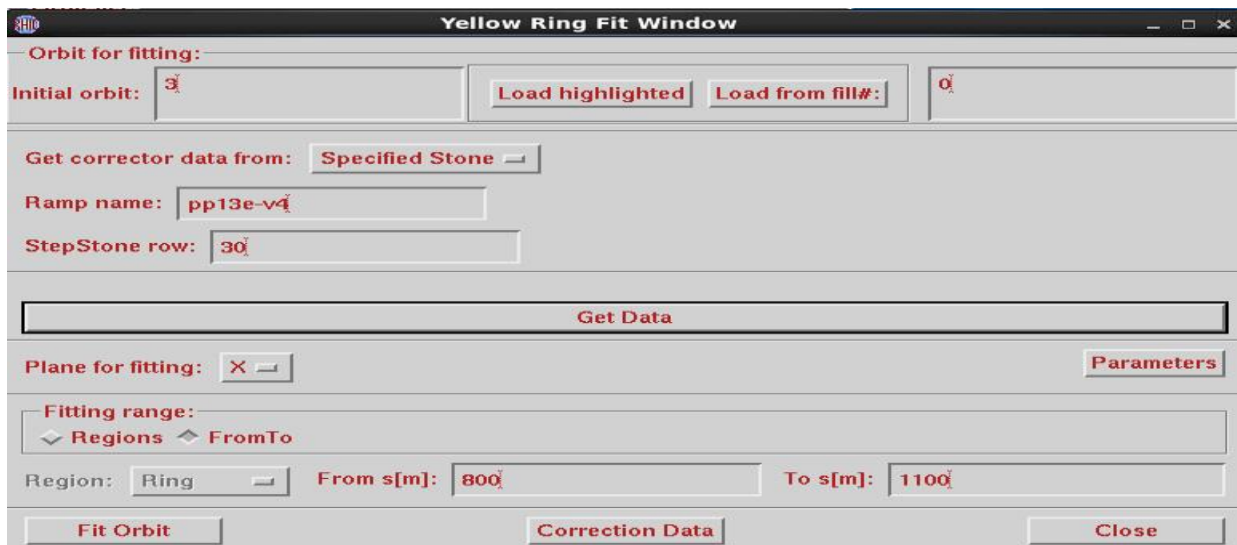 Yellow Ring Fit Window
Orbit for fitting:
Initial orbit: 3 Load highlighted Load from fill#: 0
Get corrector data from: Specified Stone
Ramp name: pp13e-v4
StepStone row: 30
Get Data
Plane for fitting: X Parameters
Fitting range:
Regions FromTo
Region: Ring From s[m]: 800 To s[m]: 1100
Fit Orbit Correction Data Close